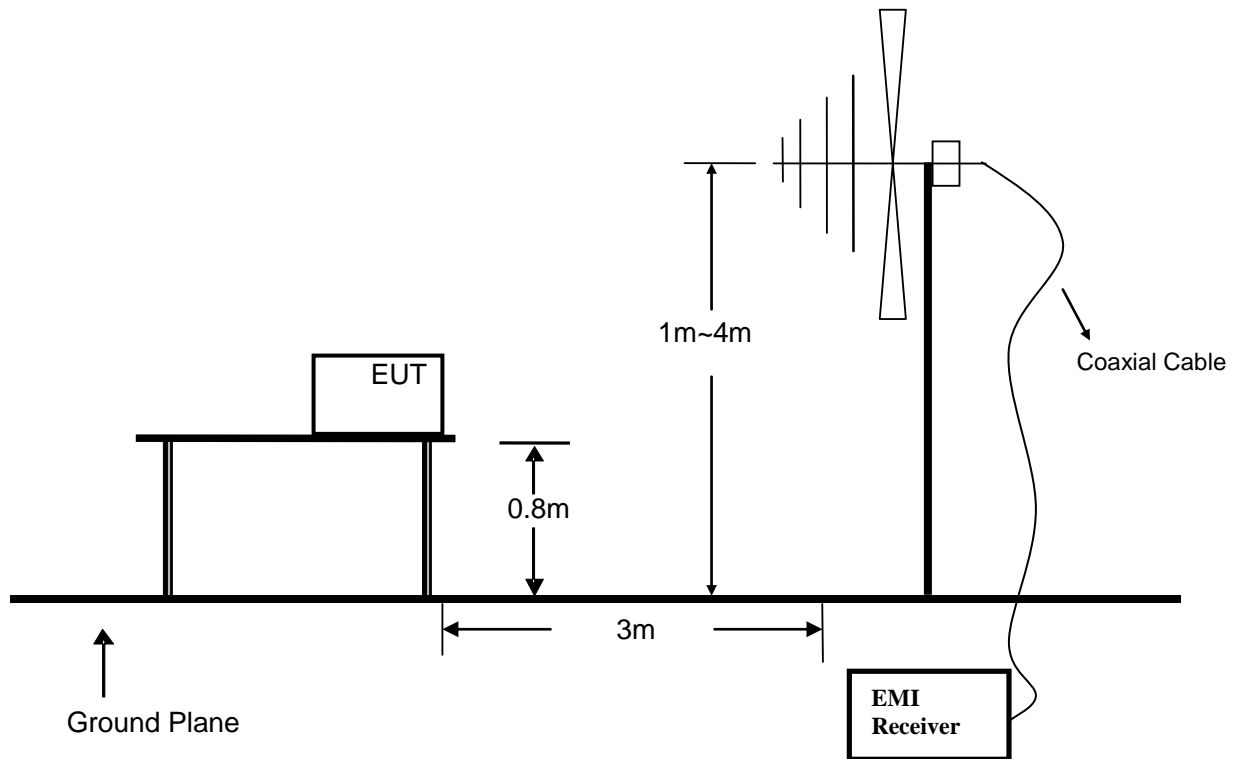 1m~4m
Coaxial Cable
EUT
0.8m
3m
Ground Plane
EMI
Receiver